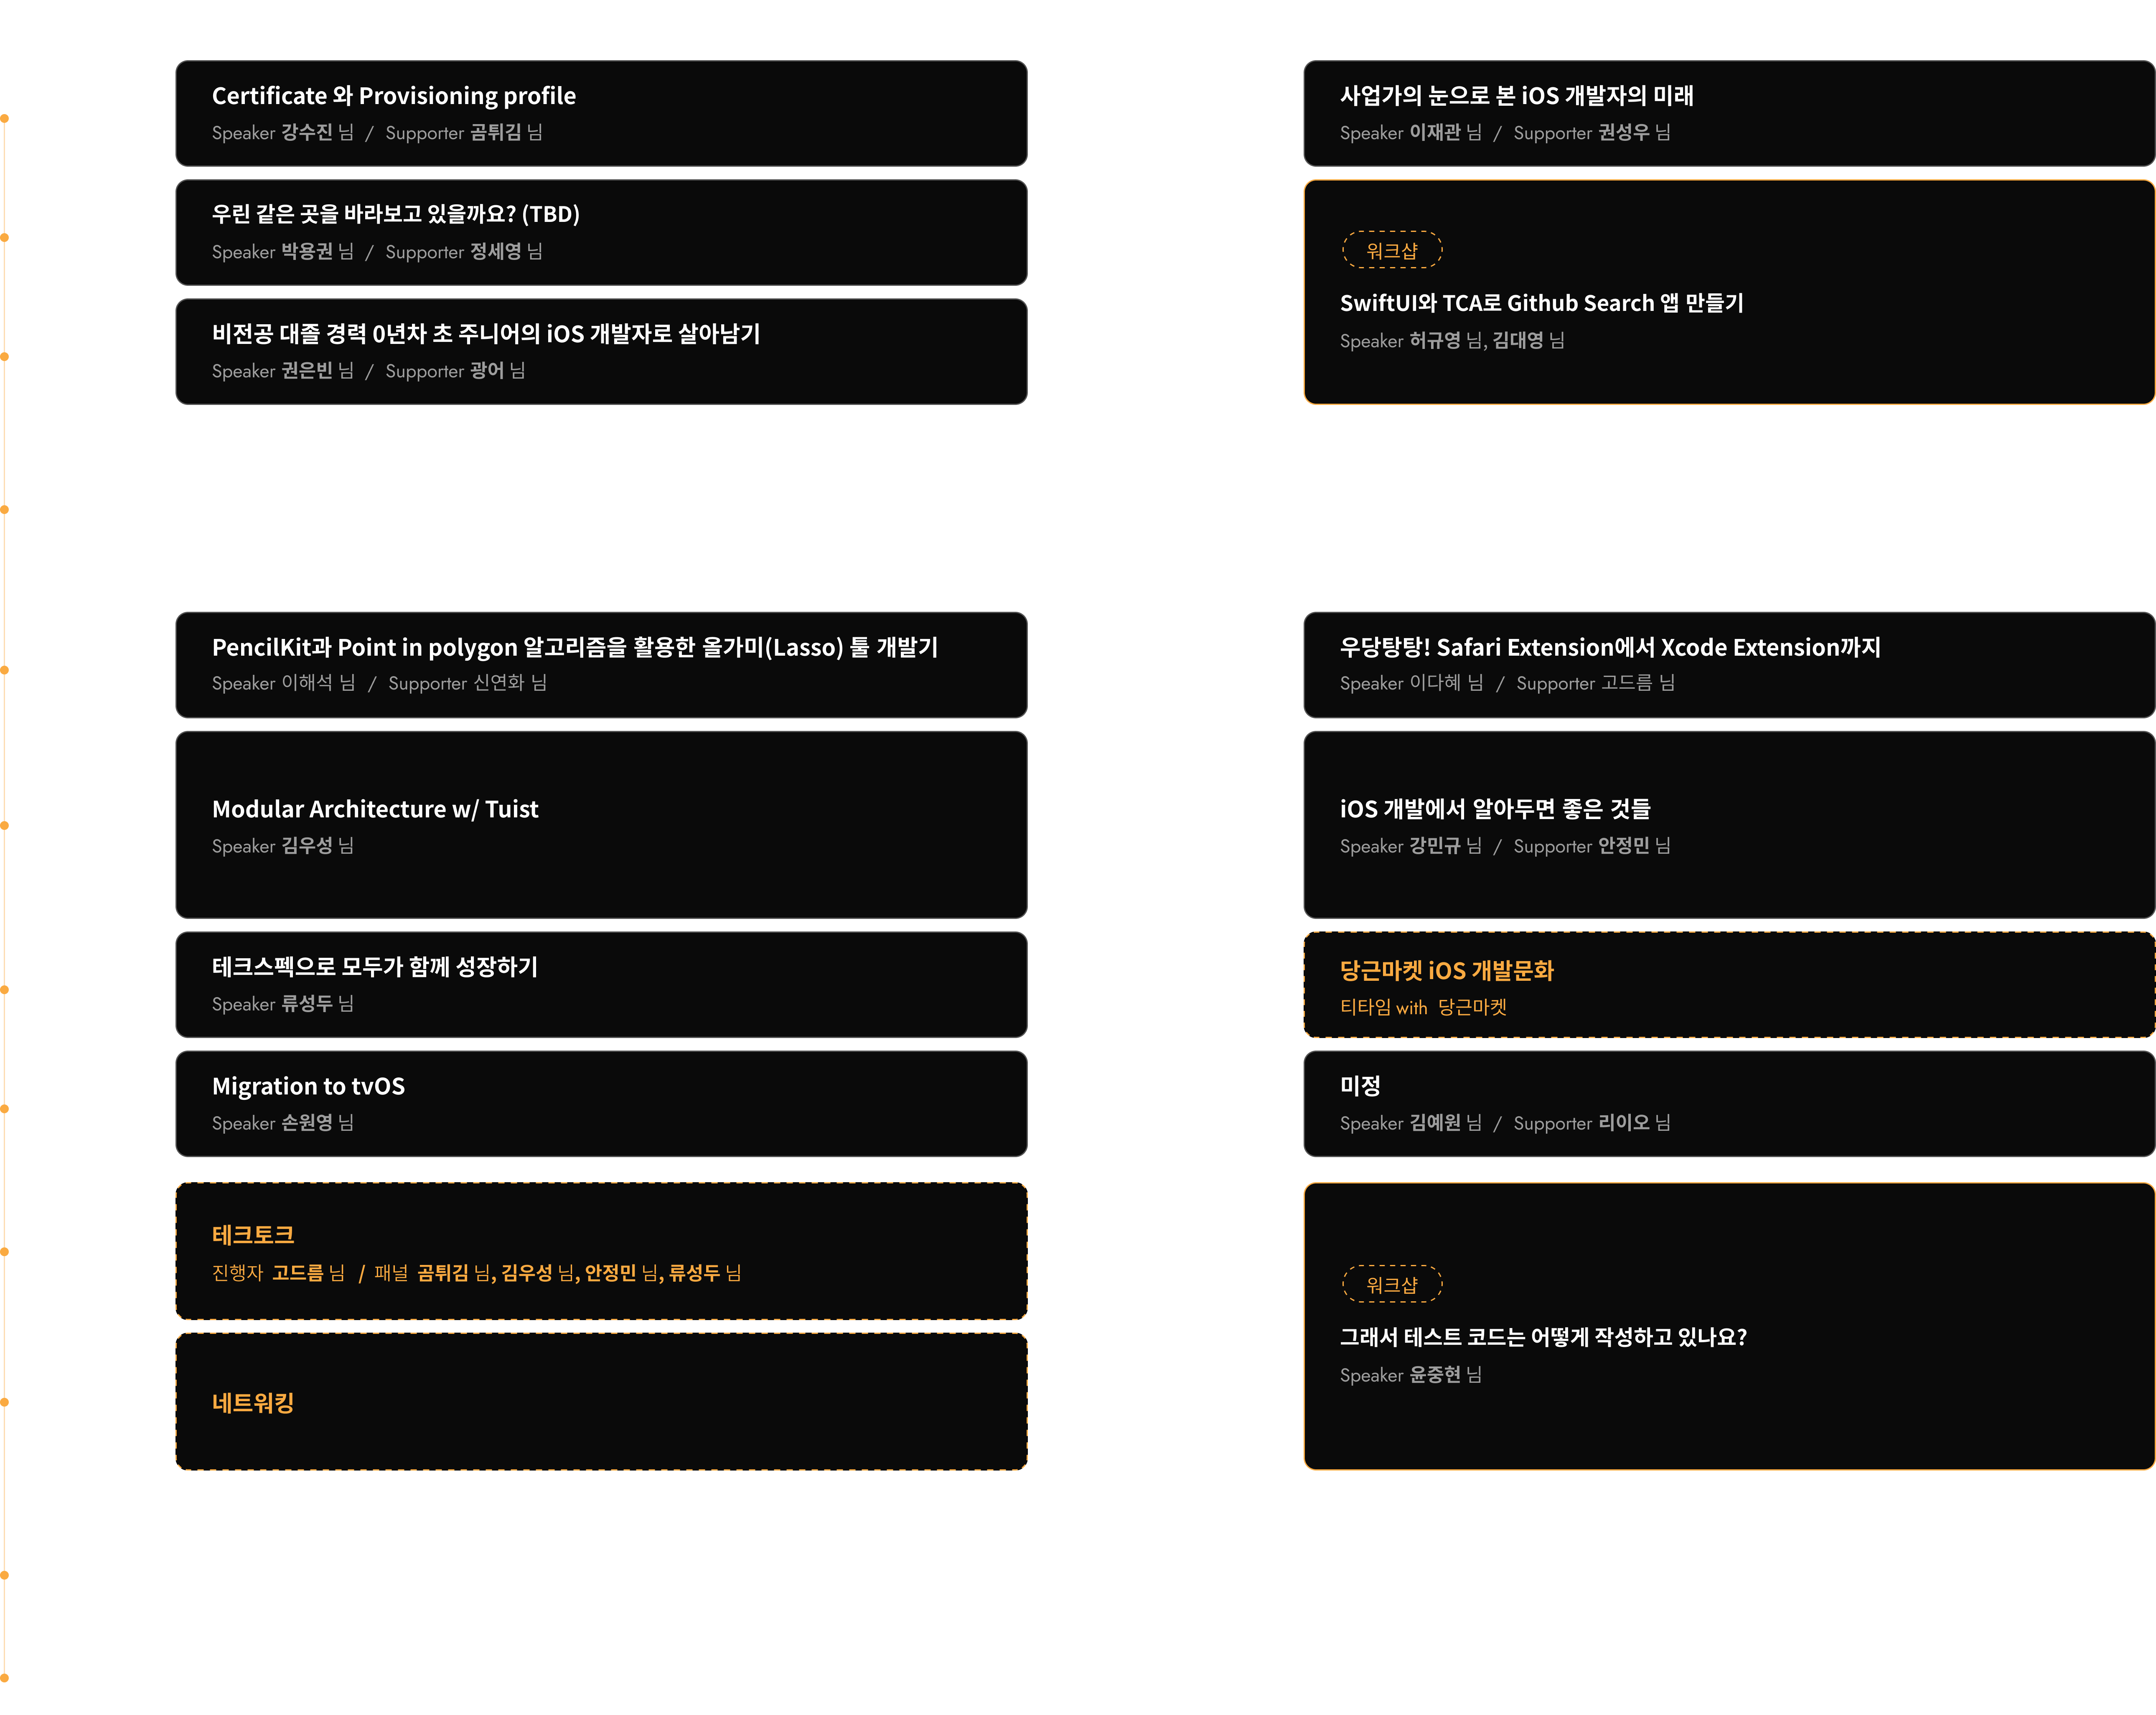 Certificate 와 Provisioning profile
Speaker 강수진 님 / Supporter 곰튀김 님
우린 같은 곳을 바라보고 있을까요? (TBD)
Speaker 박용권 님 / Supporter 정세영 님
비전공 대졸 경력 0년차 초 주니어의 iOS 개발자로 살아남기
Speaker 권은빈 님 / Supporter 광어 님
사업가의 눈으로 본 iOS 개발자의 미래
Speaker 이재관 님 / Supporter 권성우 님
워크샵
SwiftUI와 TCA로 Github Search 앱 만들기
Speaker 허규영 님, 김대영 님
PencilKit과 Point in polygon 알고리즘을 활용한 올가미(Lasso) 툴 개발기
Speaker 이해석 님 / Supporter 신연화 님
Modular Architecture w/ Tuist
Speaker 김우성 님
테크스펙으로 모두가 함께 성장하기
Speaker 류성두 님
Migration to tvOS
Speaker 손원영 님
테크토크
진행자 고드름 님 / 패널 곰튀김 님, 김우성 님, 안정민 님, 류성두 님
네트워킹
우당탕탕! Safari Extension에서 Xcode Extension까지
Speaker 이다혜 님 / Supporter 고드름 님
iOS 개발에서 알아두면 좋은 것들
Speaker 강민규 님 / Supporter 안정민 님
당근마켓 iOS 개발문화
티타임 with 당근마켓
미정
Speaker 김예원 님 / Supporter 리이오 님
워크샵
그래서 테스트 코드는 어떻게 작성하고 있나요?
Speaker 윤중현 님